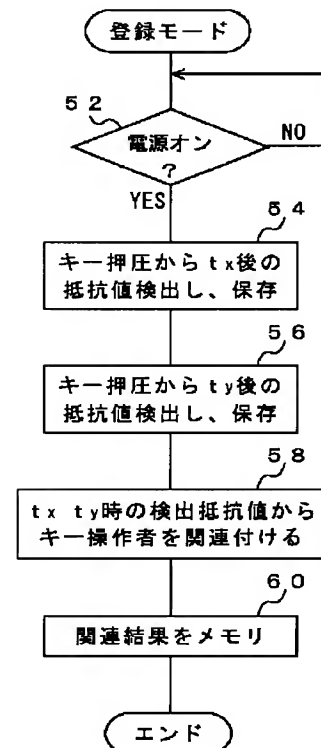 登録モード
５２
電源オン
？
NO
YES
５４
キー押圧からｔｘ後の
抵抗値検出し、保存
５６
キー押圧からｔｙ後の
抵抗値検出し、保存
５８
ｔｘ ｔｙ時の検出抵抗値から
キー操作者を関連付ける
６０
関連結果をメモリ
エンド